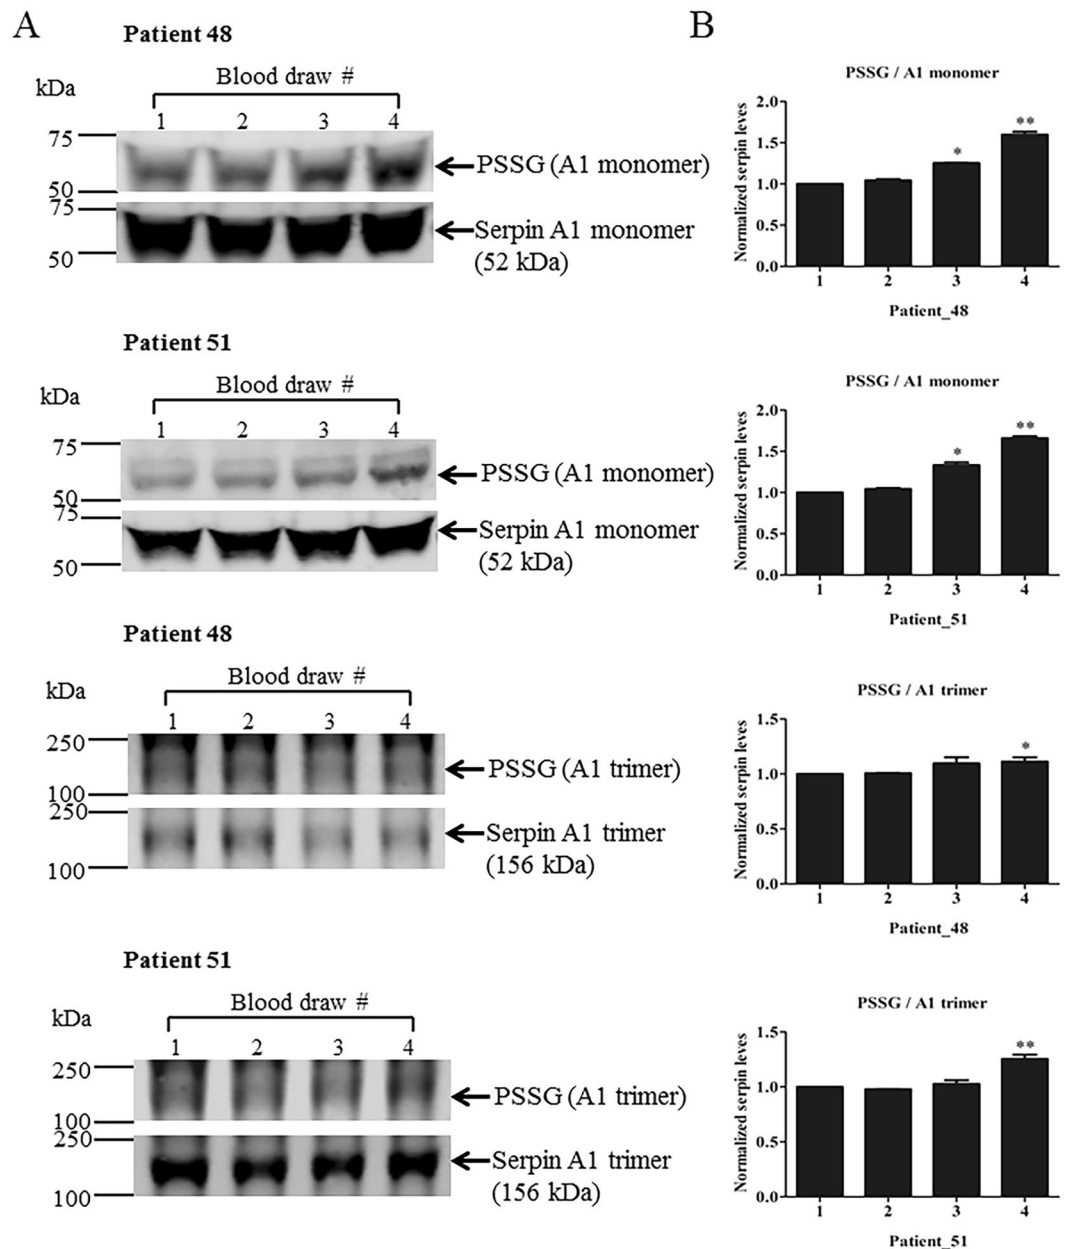 A
B
Patient 48
Blood draw #
kDa
1 2 3 4
75
PSSG (A1 monomer)
50
75
Serpin A1 monomer
(52 kDa)
50
PSSG / A1 monomer
Normalized serpin leves
2.0
1.5
1.0
0.5
0.0
* **
1 2 3 4
Patient_48
Patient 51
Blood draw #
kDa
1 2 3 4
75
PSSG (A1 monomer)
50
75
Serpin A1 monomer
(52 kDa)
50
PSSG / A1 monomer
Normalized serpin leves
2.0
1.5
1.0
0.5
0.0
* **
1 2 3 4
Patient_51
Patient 48
Blood draw #
kDa
1 2 3 4
250
PSSG (A1 trimer)
100
250
Serpin A1 trimer
(156 kDa)
100
PSSG / A1 trimer
Normalized serpin leves
1.5
1.0
0.5
0.0
*
1 2 3 4
Patient_48
Patient 51
Blood draw #
kDa
1 2 3 4
250
PSSG (A1 trimer)
100
250
Serpin A1 trimer
(156 kDa)
100
PSSG / A1 trimer
Normalized serpin leves
1.5
1.0
0.5
0.0
**
1 2 3 4
Patient_51